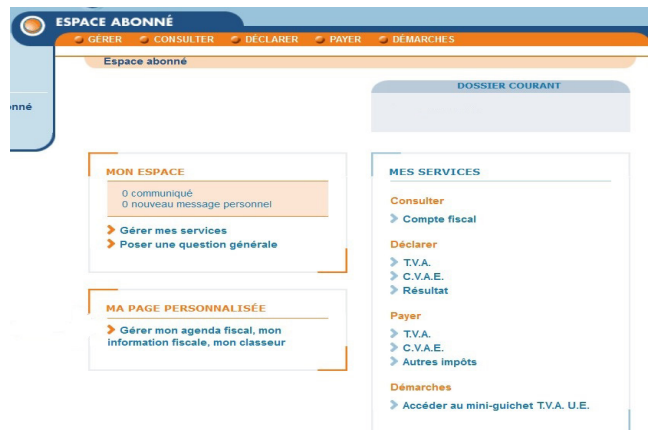 ESPACE ABONNÉ
GÉRER CONSULTER DÉCLARER PAYER DÉMARCHES
Espace abonné
DOSSIER COURANT
onné
MON ESPACE
0 communiqué
0 nouveau message personnel
Gérer mes services
Poser une question générale
MA PAGE PERSONNALISÉE
Gérer mon agenda fiscal, mon
information fiscale, mon classeur
MES SERVICES
Consulter
Compte fiscal
Déclarer
T.V.A.
C.V.A.E.
Résultat
Payer
T.V.A.
C.V.A.E.
Autres impôts
Démarches
Accéder au mini-guichet T.V.A. U.E.